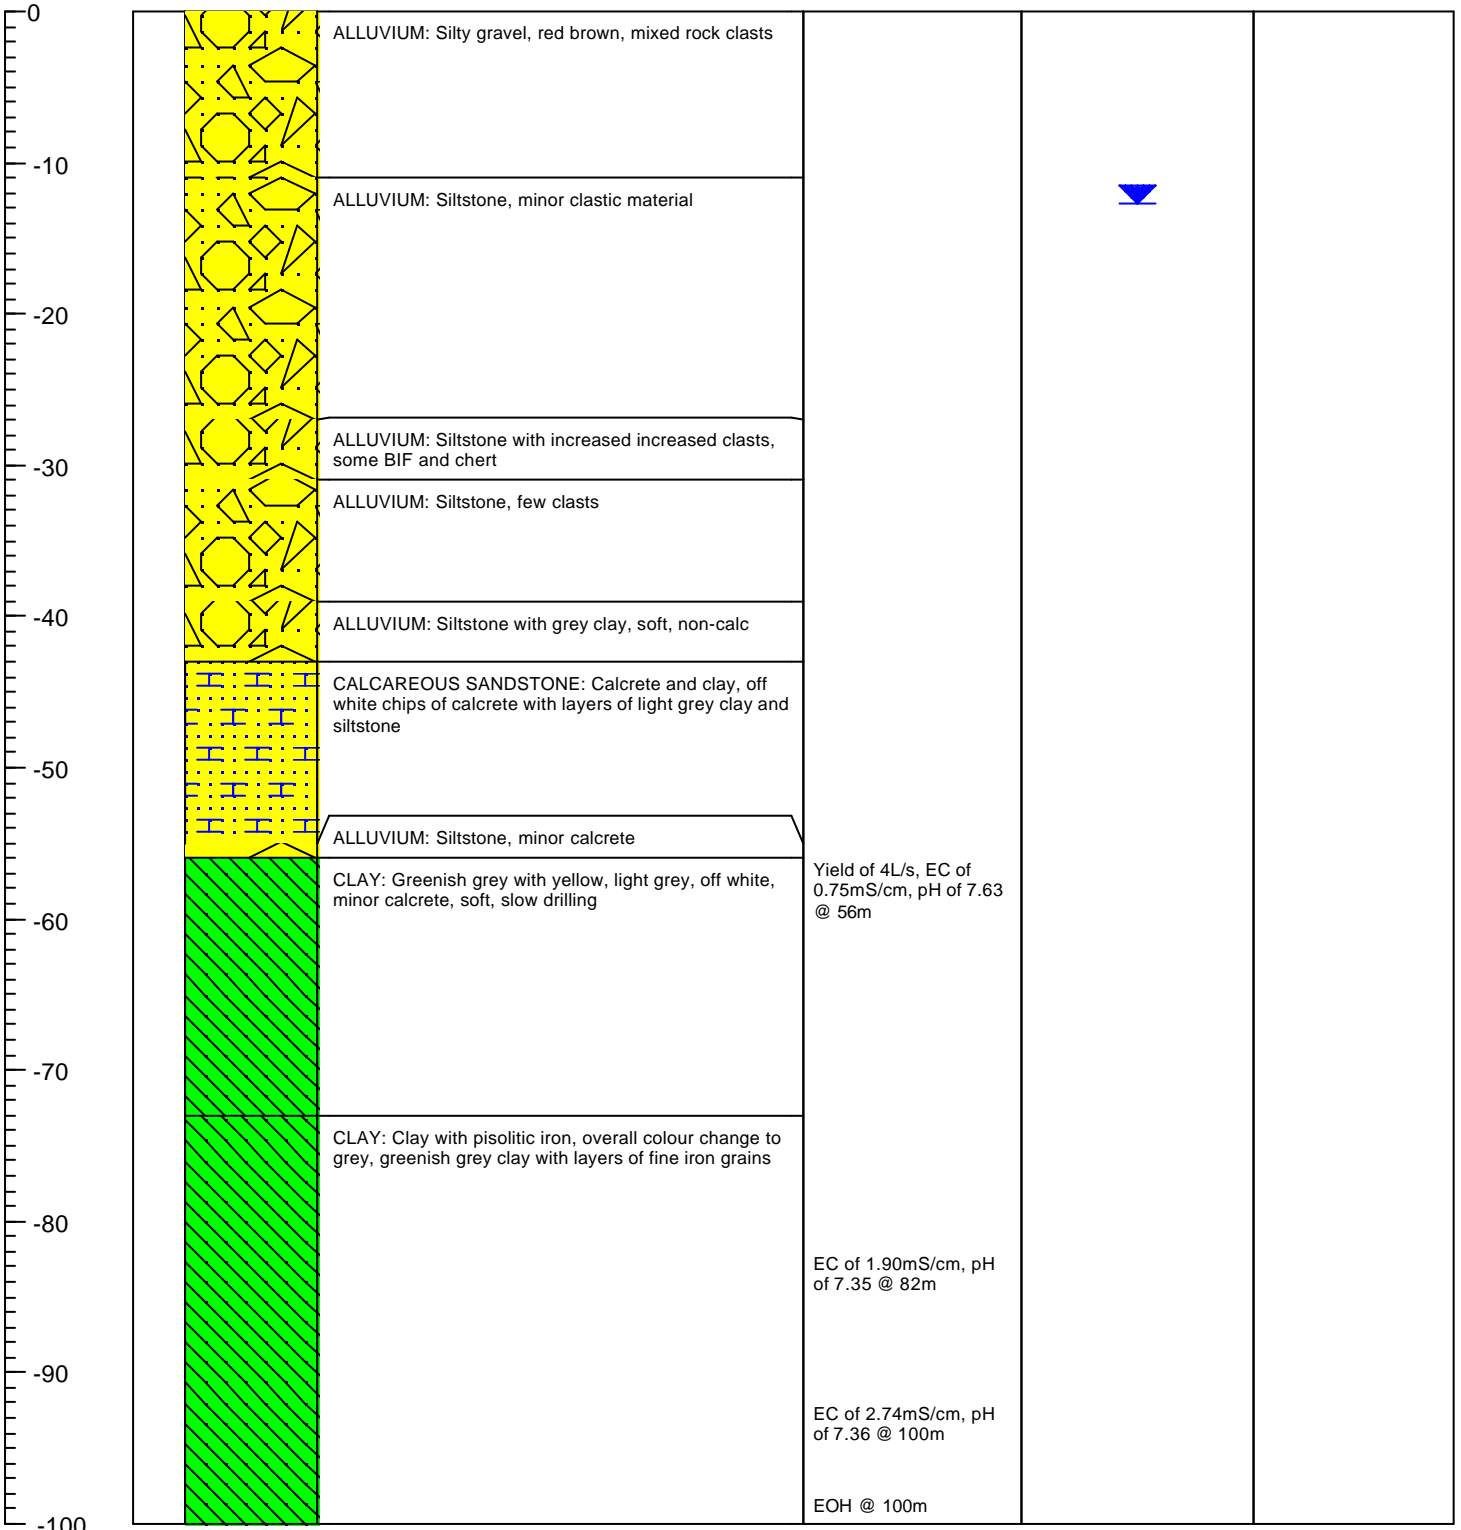 0
ALLUVIUM: Silty gravel, red brown, mixed rock clasts
-10
ALLUVIUM: Siltstone, minor clastic material
-20
ALLUVIUM: Siltstone with increased increased clasts,
some BIF and chert
-30
ALLUVIUM: Siltstone, few clasts
-40
ALLUVIUM: Siltstone with grey clay, soft, non-calc
CALCAREOUS SANDSTONE: Calcrete and clay, off
white chips of calcrete with layers of light grey clay and
siltstone
-50
ALLUVIUM: Siltstone, minor calcrete
CLAY: Greenish grey with yellow, light grey, off white,
minor calcrete, soft, slow drilling
Yield of 4L/s, EC of
0.75mS/cm, pH of 7.63
@ 56m
-60
-70
CLAY: Clay with pisolitic iron, overall colour change to
grey, greenish grey clay with layers of fine iron grains
-80
EC of 1.90mS/cm, pH
of 7.35 @ 82m
-90
EC of 2.74mS/cm, pH
of 7.36 @ 100m
EOH @ 100m
-100